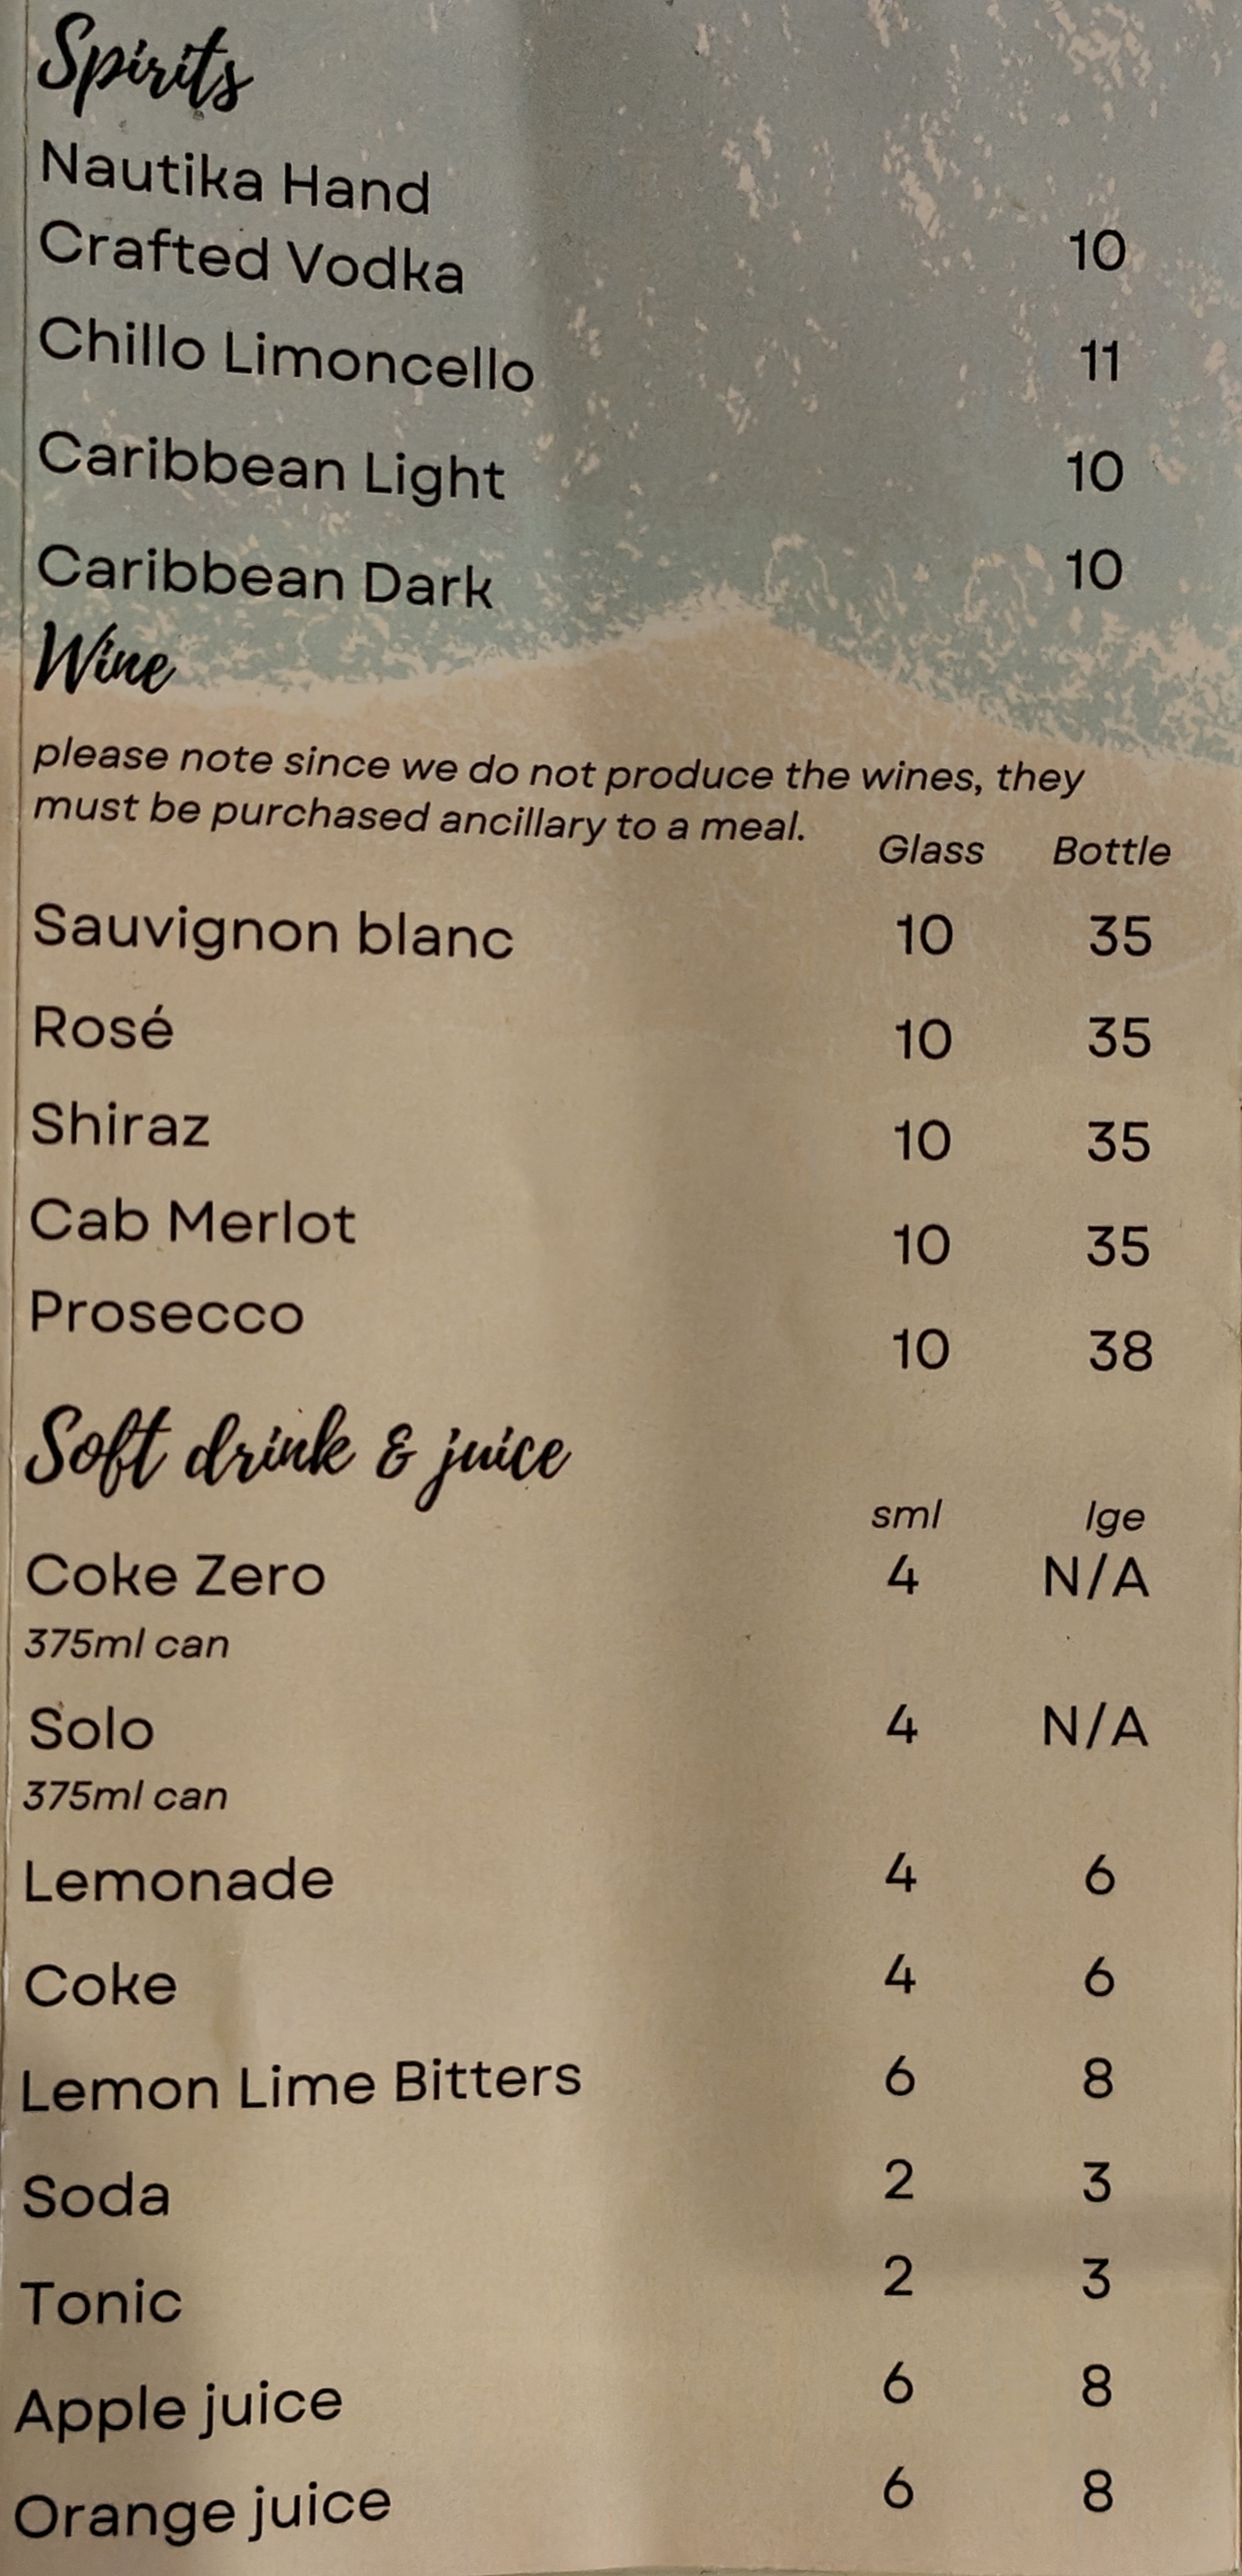 Spirits
Nautika Hand
Crafted Vodka 10
Chillo Limoncello 11
Caribbean Light 10
Caribbean Dark 10
Wine
please note since we do not produce the wines, they
must be purchased ancillary to a meal.
Glass Bottle
Sauvignon blanc 10 35
Rosé 10 35
Shiraz 10 35
Cab Merlot 10 35
Prosecco 10 38
Soft drink & juice
sml lge
Coke Zero 4 N/A
375ml can
Solo 4 N/A
375ml can
Lemonade 4 6
Coke 4 6
Lemon Lime Bitters 6 8
Soda 2 3
Tonic 2 3
Apple juice 6 8
Orange juice 6 8